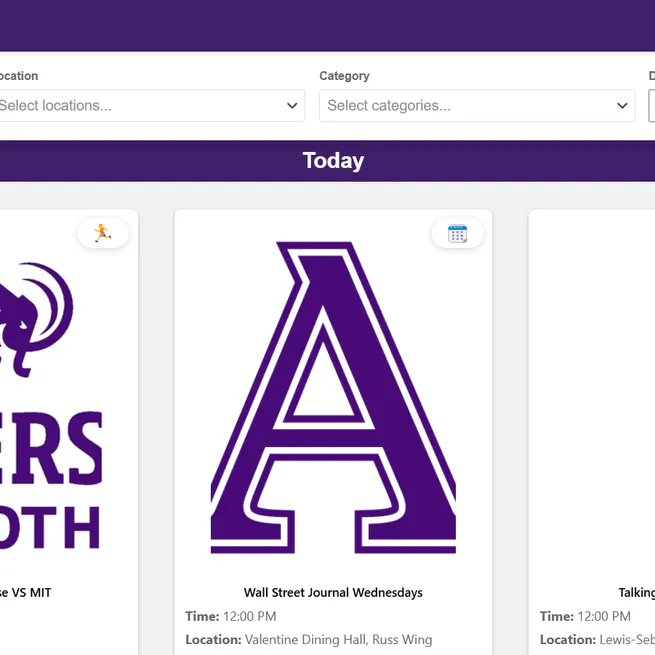 ocation
Category
D
Select locations...
Select categories...
Today
A
ERS
OTH
se VS MIT
Wall Street Journal Wednesdays
Talking
Time: 12:00 PM
Time: 12:00 PM
Location: Valentine Dining Hall, Russ Wing
Location: Lewis-Seb